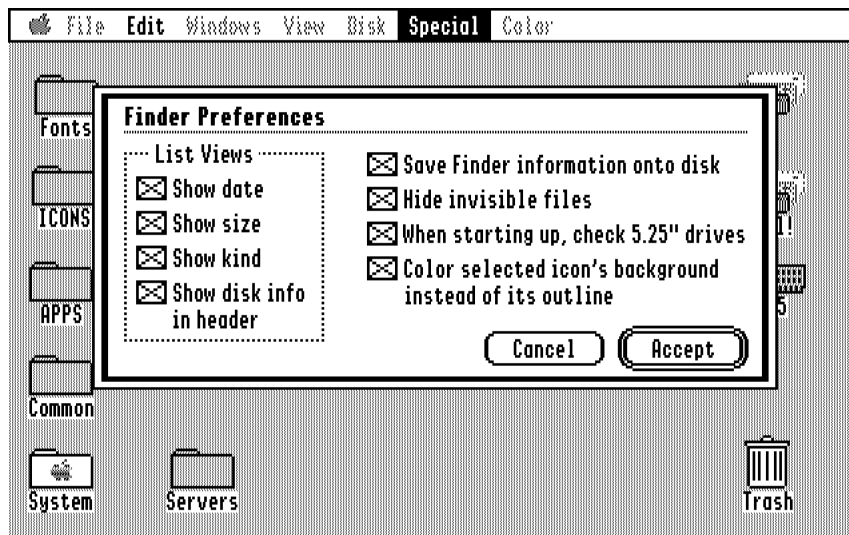 File Edit Windows View Disk Special Color
Fonts
ICONS
APPS
Common
System
Servers
Trash
Finder Preferences
List Views
Show date
Show size
Show kind
Show disk info
in header
Save Finder information onto disk
Hide invisible files
When starting up, check 5.25" drives
Color selected icon's background
instead of its outline
Cancel
Accept